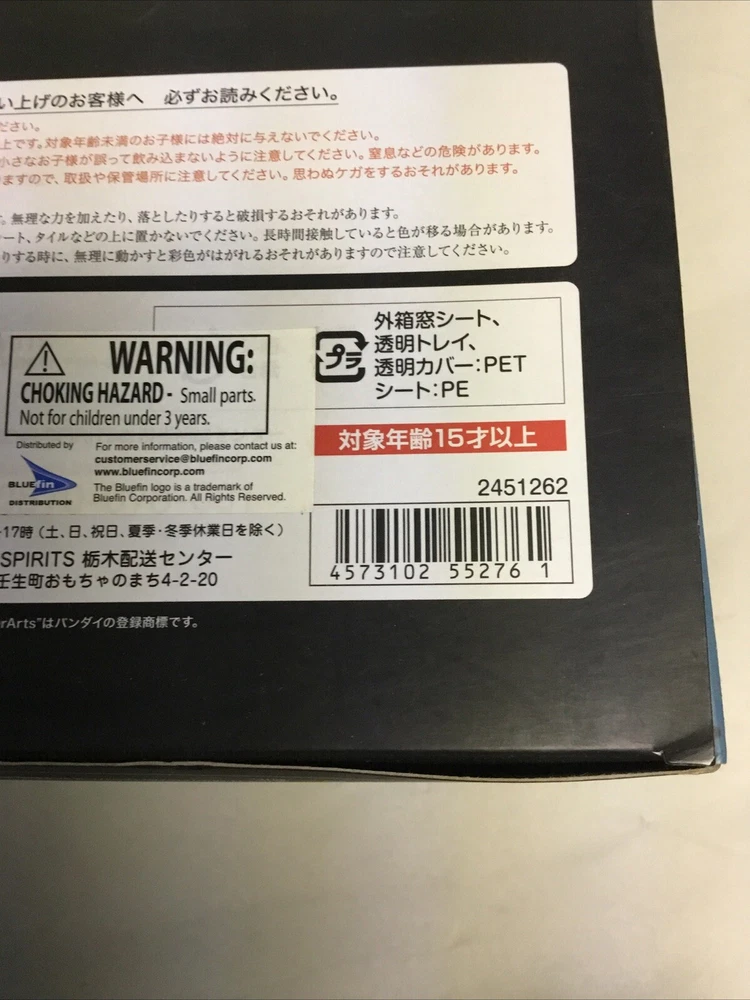 い上げのお客様へ 必ずお読みください。
ださい。
上です。対象年齢未満のお子様には絶対に与えないでください。
小さなお子様が誤って飲み込まないように注意してください。窒息などの危険があります。
ますので、取扱や保管場所に注意してください。思わぬケガをするおそれがあります。
す。無理な力を加えたり、落としたりすると破損するおそれがあります。
ート、タイルなどの上に置かないでください。長時間接触していると色が移る場合があります。
りする時に、無理に動かすと彩色がはがれるおそれがありますので注意してください。
プラ
外箱窓シート、
透明トレイ、
透明カバー:PET
シート:PE
WARNING:
CHOKING HAZARD - Small parts.
Not for children under 3 years.
対象年齢15才以上
Distributed by
BLUEfin
DISTRIBUTION
For more information, please contact us at:
customerservice@bluefincorp.com
www.bluefincorp.com
The Bluefin logo is a trademark of
Bluefin Corporation. All Rights Reserved.
2451262
-17時(土、日、祝日、夏季・冬季休業日を除く)
SPIRITS 栃木配送センター
壬生町おもちゃのまち4-2-20
4573102 55276 1
rArts"はバンダイの登録商標です。